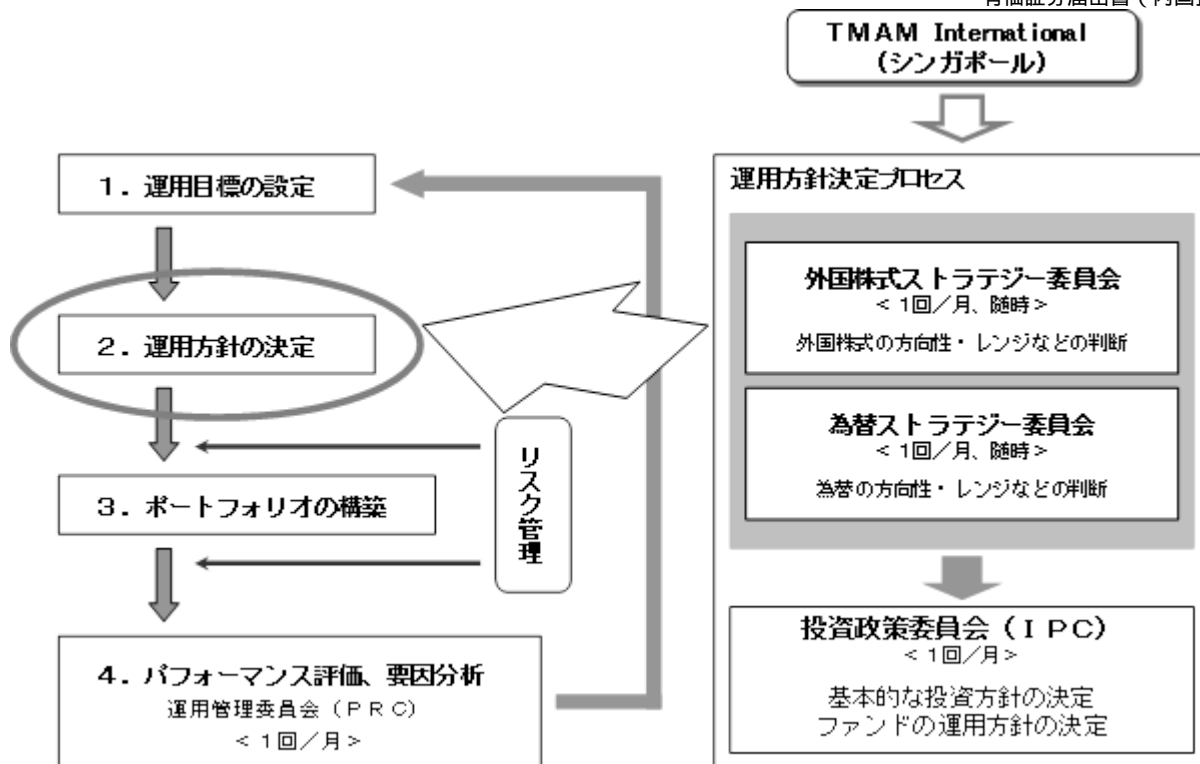 TMAM International
(シンガポール)
1．運用目標の設定
2．運用方針の決定
3．ポートフォリオの構築
4．パフォーマンス評価、要因分析
運用管理委員会（ＰＲＣ）
＜1回／月＞
リスク管理
運用方針決定プロセス
外国株式ストラテジー委員会
＜1回／月、随時＞
外国株式の方向性・レンジなどの判断
為替ストラテジー委員会
＜1回／月、随時＞
為替の方向性・レンジなどの判断
投資政策委員会（ＩＰＣ）
＜1回／月＞
基本的な投資方針の決定
ファンドの運用方針の決定